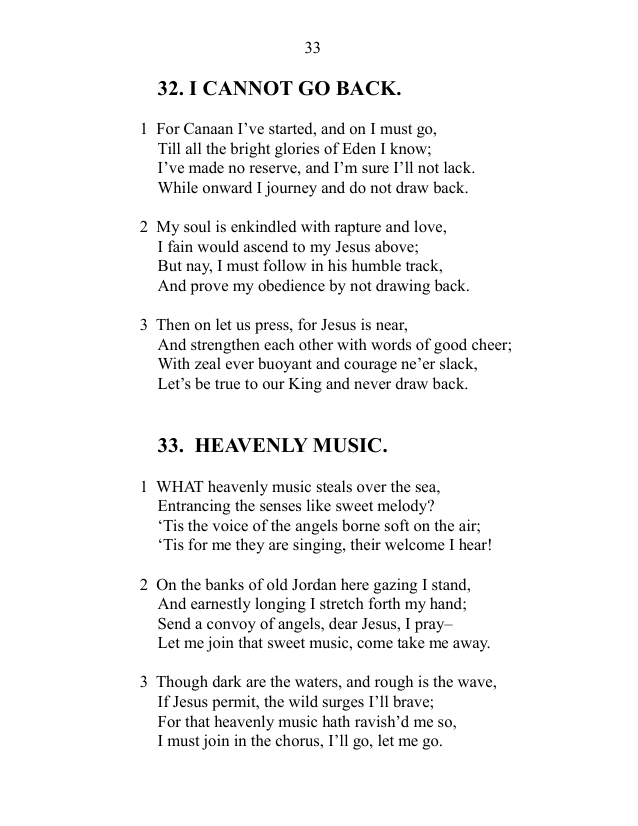 33
32. I CANNOT GO BACK.
1 For Canaan I’ve started, and on I must go,
Till all the bright glories of Eden I know;
I’ve made no reserve, and I’m sure I’ll not lack.
While onward I journey and do not draw back.
2 My soul is enkindled with rapture and love,
I fain would ascend to my Jesus above;
But nay, I must follow in his humble track,
And prove my obedience by not drawing back.
3 Then on let us press, for Jesus is near,
And strengthen each other with words of good cheer;
With zeal ever buoyant and courage ne’er slack,
Let’s be true to our King and never draw back.
33. HEAVENLY MUSIC.
1 WHAT heavenly music steals over the sea,
Entrancing the senses like sweet melody?
‘Tis the voice of the angels borne soft on the air;
‘Tis for me they are singing, their welcome I hear!
2 On the banks of old Jordan here gazing I stand,
And earnestly longing I stretch forth my hand;
Send a convoy of angels, dear Jesus, I pray–
Let me join that sweet music, come take me away.
3 Though dark are the waters, and rough is the wave,
If Jesus permit, the wild surges I’ll brave;
For that heavenly music hath ravish’d me so,
I must join in the chorus, I’ll go, let me go.